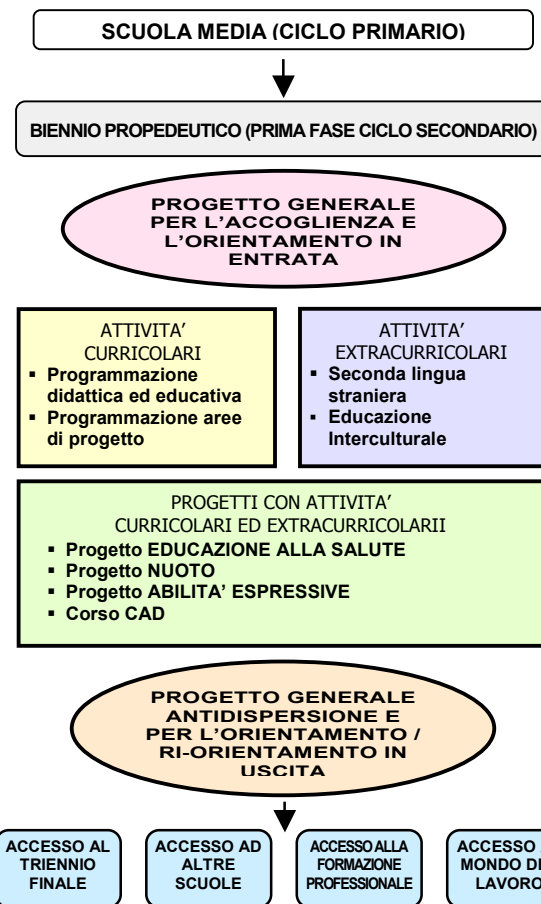 SCUOLA MEDIA (CICLO PRIMARIO)
BIENNIO PROPEDEUTICO (PRIMA FASE CICLO SECONDARIO)
PROGETTO GENERALE
PER L'ACCOGLIENZA E
L'ORIENTAMENTO IN
ENTRATA
ATTIVITA'
CURRICOLARI
▪ Programmazione
didattica ed educativa
▪ Programmazione aree
di progetto
ATTIVITA'
EXTRACURRICOLARI
▪ Seconda lingua
straniera
▪ Educazione
Interculturale
PROGETTI CON ATTIVITA'
CURRICOLARI ED EXTRACURRICOLARII
▪ Progetto EDUCAZIONE ALLA SALUTE
▪ Progetto NUOTO
▪ Progetto ABILITA' ESPRESSIVE
▪ Corso CAD
PROGETTO GENERALE
ANTIDISPERSIONE E
PER L'ORIENTAMENTO /
RI-ORIENTAMENTO IN
USCITA
ACCESSO AL
TRIENNIO
FINALE
ACCESSO AD
ALTRE
SCUOLE
ACCESSO ALLA
FORMAZIONE
PROFESSIONALE
ACCESSO
MONDO
LAVORO